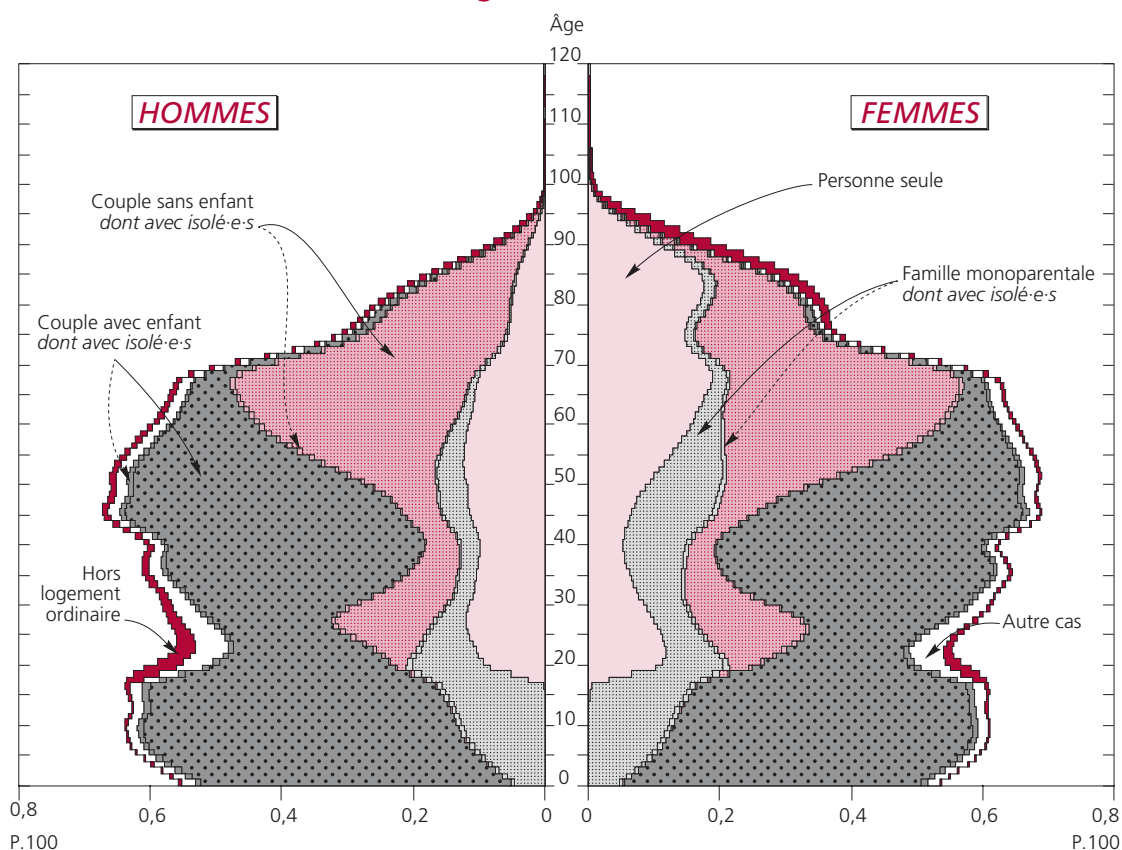 Âge
HOMMES
FEMMES
120
110
100
90
80
70
60
50
40
30
20
10
0
Couple sans enfant
dont avec isolé·e·s
Couple avec enfant
dont avec isolé·e·s
Hors
logement
ordinaire
Personne seule
Famille monoparentale
dont avec isolé·e·s
Autre cas
0,8
0,6
0,4
0,2
0
0
0,2
0,4
0,6
0,8
P.100
P.100